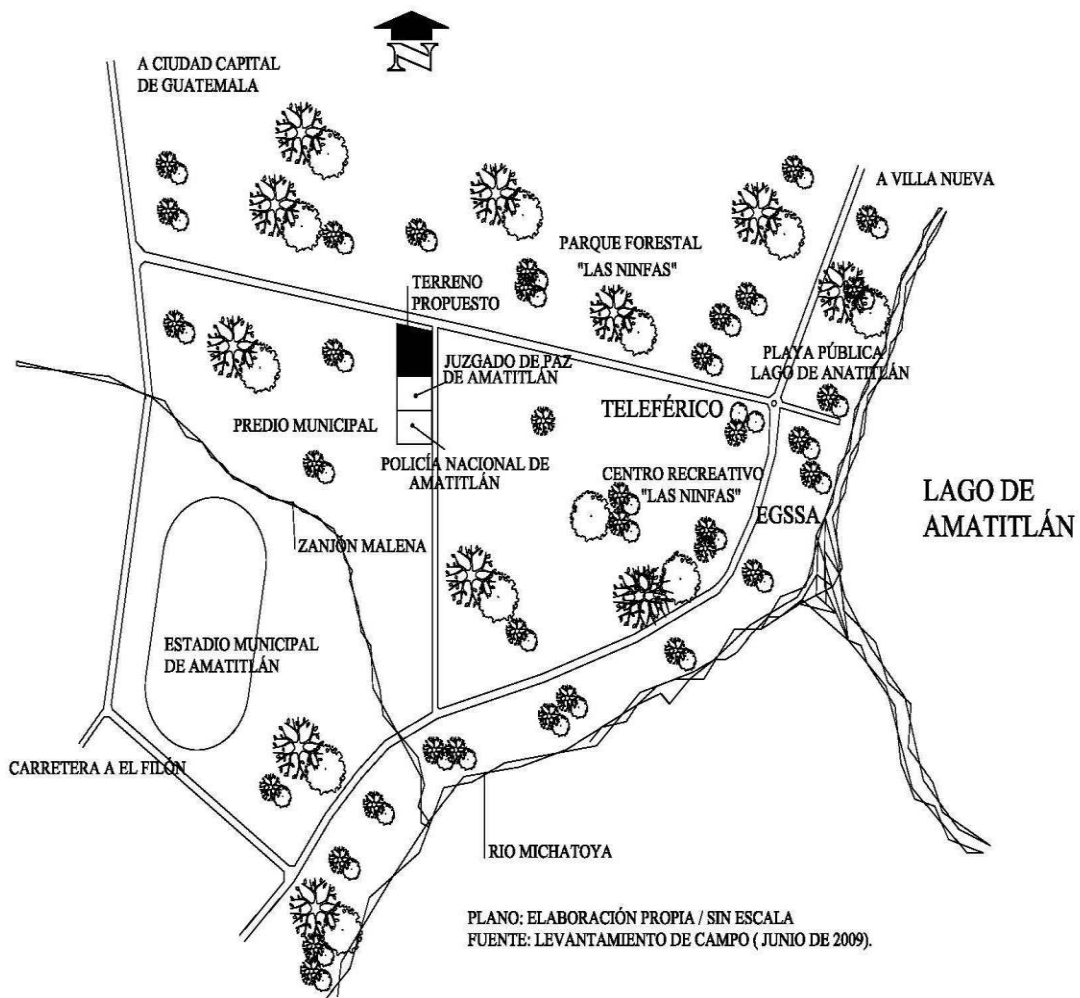 N
A CIUDAD CAPITAL
DE GUATEMALA
A VILLA NUEVA
PARQUE FORESTAL
"LAS NINFAS"
TERRENO
PROPUESTO
JUZGADO DE PAZ
DE AMATITLÁN
PLAYA PÚBLICA
LAGO DE ANATITLÁN
TELEFÉRICO
PREDIO MUNICIPAL
POLICÍA NACIONAL DE
AMATITLÁN
CENTRO RECREATIVO
"LAS NINFAS"
EGSSA
LAGO DE
AMATITLÁN
ZANJÓN MALENA
ESTADIO MUNICIPAL
DE AMATITLÁN
CARRETERA A EL FILÓN
RIO MICHATOYA
PLANO: ELABORACIÓN PROPIA / SIN ESCALA
FUENTE: LEVANTAMIENTO DE CAMPO ( JUNIO DE 2009).